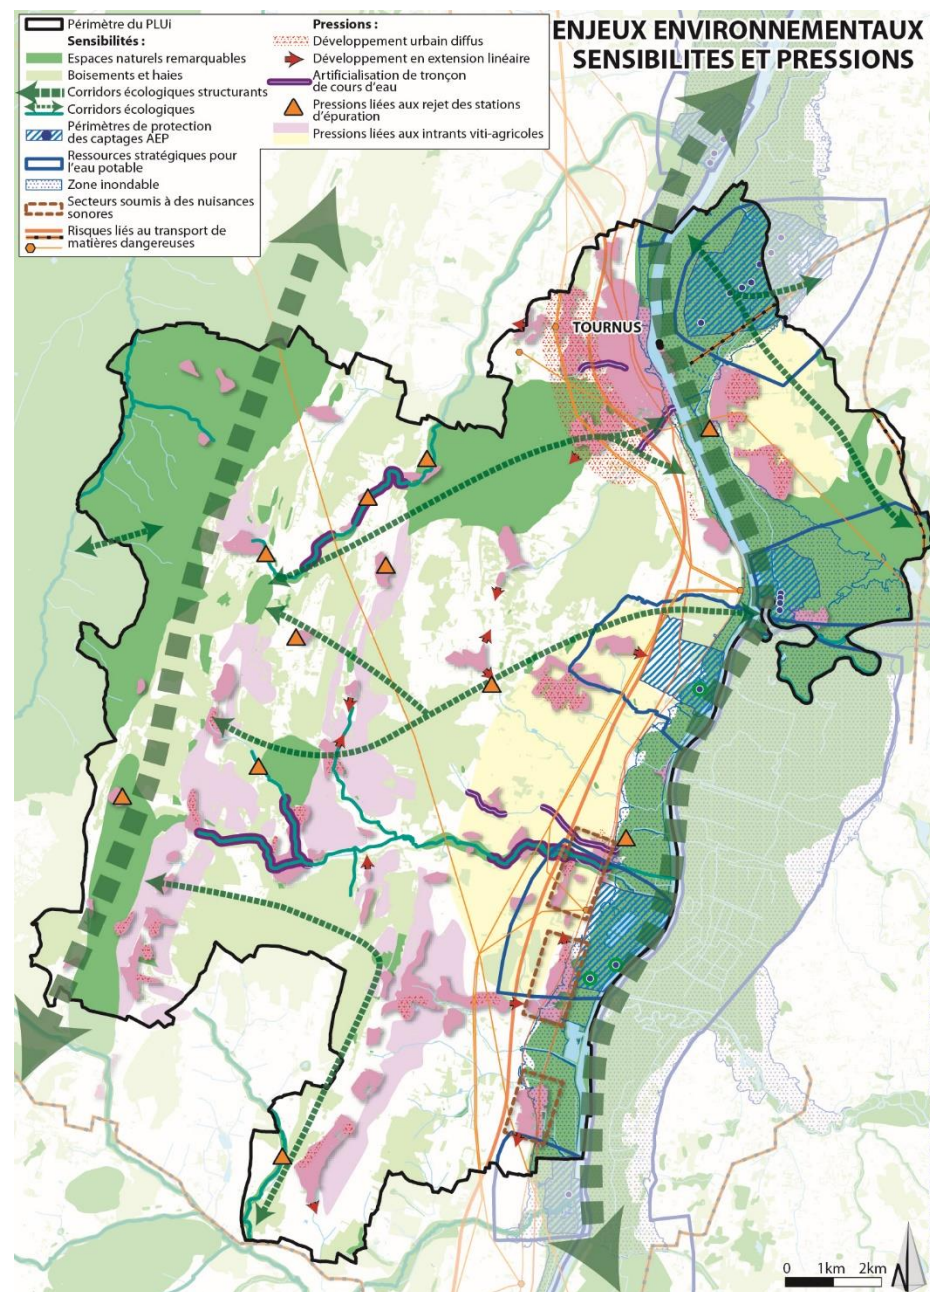 ENJEUX ENVIRONNEMENTAUX
SENSIBILITES ET PRESSIONS
Périmètre du PLUi
Sensibilités :
Espaces naturels remarquables
Boisements et haies
Corridors écologiques structurants
Corridors écologiques
Périmètres de protection
des captages AEP
Ressources stratégiques pour
l'eau potable
Zone inondable
Secteurs soumis à des nuisances
sonores
Risques liés au transport de
matières dangereuses
Pressions :
Développement urbain diffus
Développement en extension linéaire
Artificialisation de tronçon
de cours d'eau
Pressions liées aux rejet des stations
d'épuration
Pressions liées aux intrants viti-agricoles
TOURNUS
0 1km 2km
N